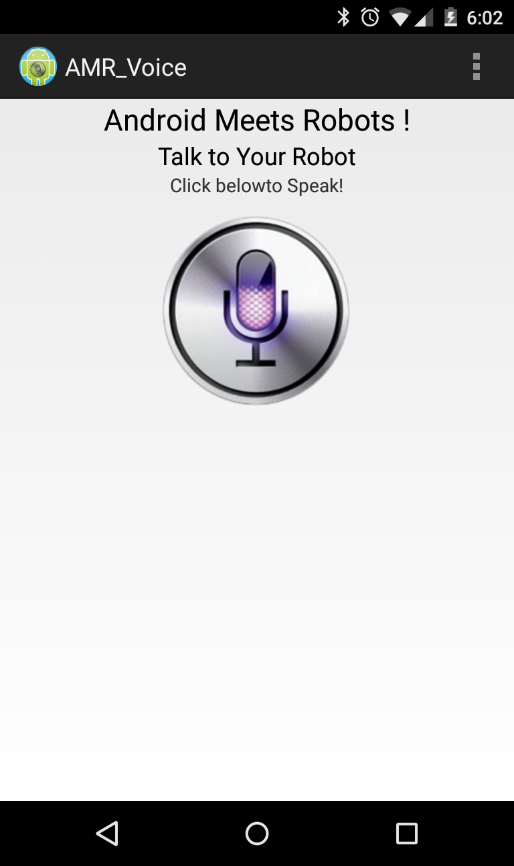 6:02
AMR_Voice
Android Meets Robots !
Talk to Your Robot
Click belowto Speak!